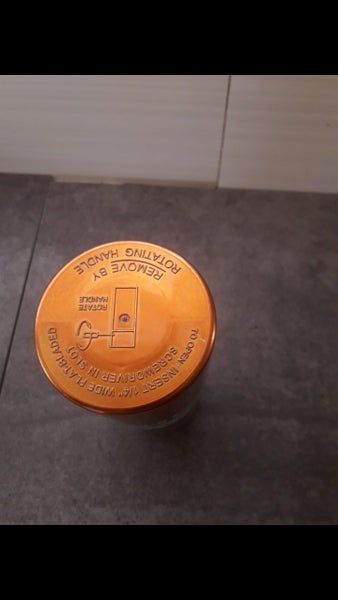 TO OPEN INSERT 1/4" WIDE FLAT-BLADED
SCREWDRIVER IN SLOT
ROTATE
HANDLE
REMOVE BY
ROTATING HANDLE